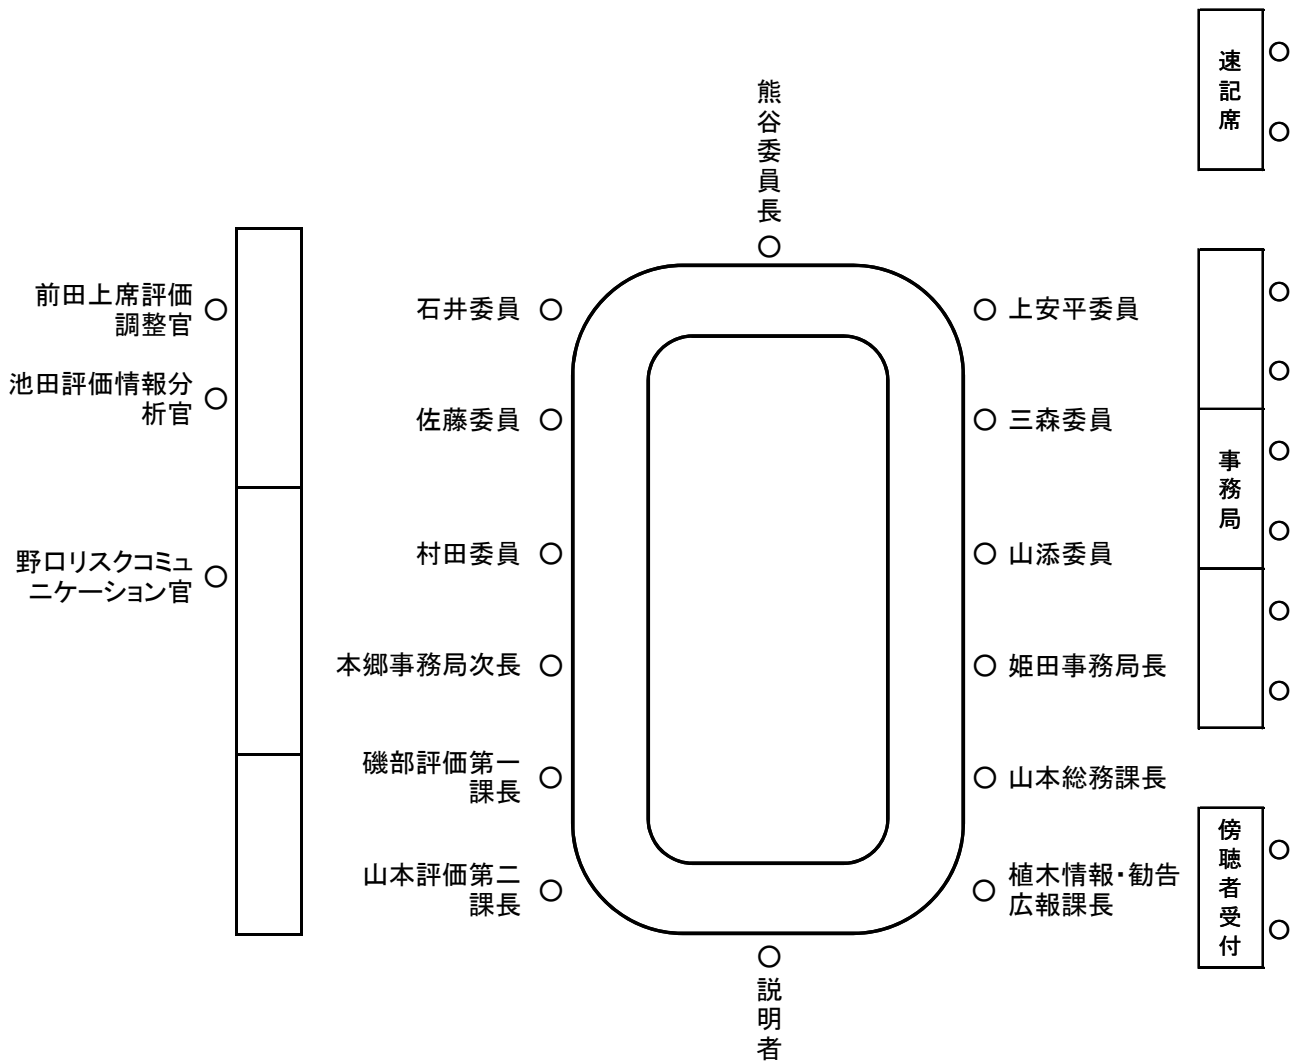 速記席
熊谷委員長
前田上席評価
調整官
池田評価情報分
析官
野口リスクコミュ
ニケーション官
石井委員
佐藤委員
村田委員
本郷事務局次長
磯部評価第一
課長
山本評価第二
課長
上安平委員
三森委員
山添委員
姫田事務局長
山本総務課長
植木情報・勧告
広報課長
説明者
事務局
傍聴者受付